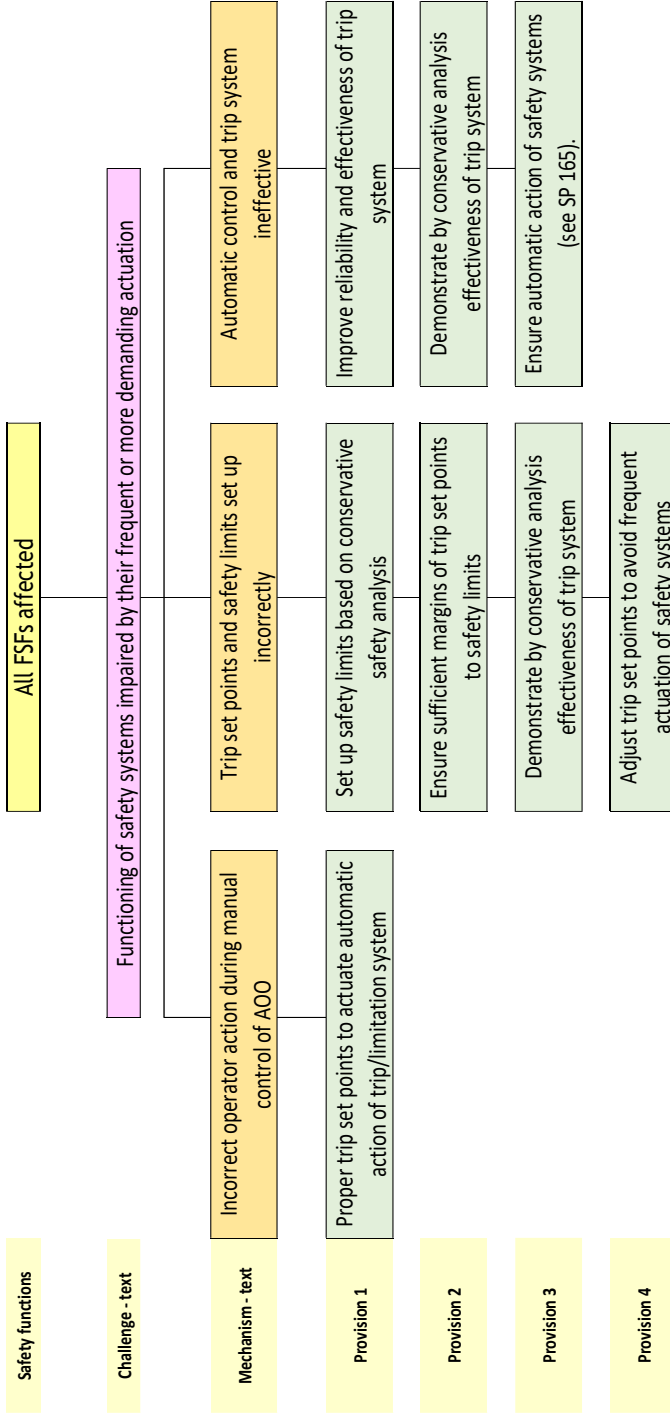 Safety functions
All FSFs affected
Challenge - text
Functioning of safety systems impaired by their frequent or more demanding actuation
Mechanism - text
Incorrect operator action during manual
control of AOO
Trip set points and safety limits set up
incorrectly
Automatic control and trip system
ineffective
Provision 1
Proper trip set points to actuate automatic
action of trip/limitation system
Set up safety limits based on conservative
safety analysis
Improve reliability and effectiveness of trip
system
Provision 2
Ensure sufficient margins of trip set points
to safety limits
Demonstrate by conservative analysis
effectiveness of trip system
Provision 3
Demonstrate by conservative analysis
effectiveness of trip system
Ensure automatic action of safety systems
(see SP 165).
Provision 4
Adjust trip set points to avoid frequent
actuation of safety systems